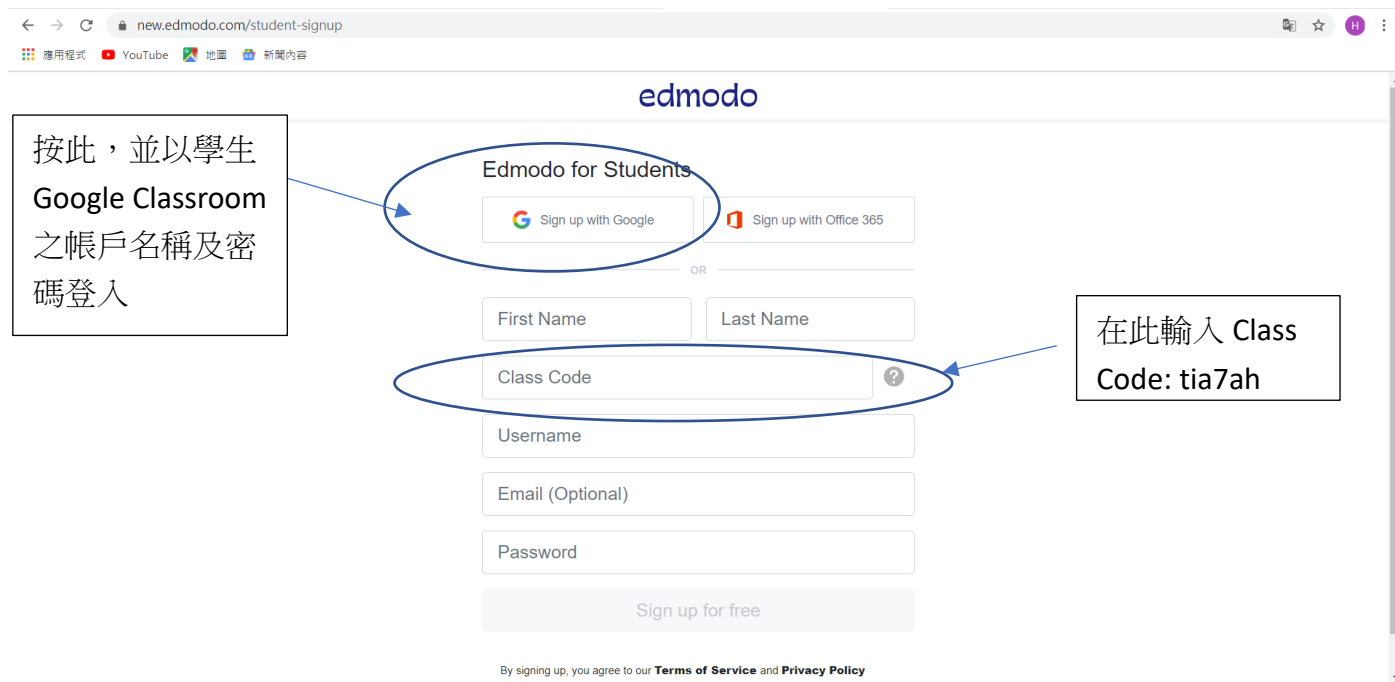 new.edmodo.com/student-signup
H
應用程式 YouTube 地圖 新聞內容
edmodo
按此，並以學生
Google Classroom
之帳戶名稱及密
碼登入
Edmodo for Students
Sign up with Google
Sign up with Office 365
OR
First Name
Last Name
Class Code
?
在此輸入 Class
Code: tia7ah
Username
Email (Optional)
Password
Sign up for free
By signing up, you agree to our Terms of Service and Privacy Policy